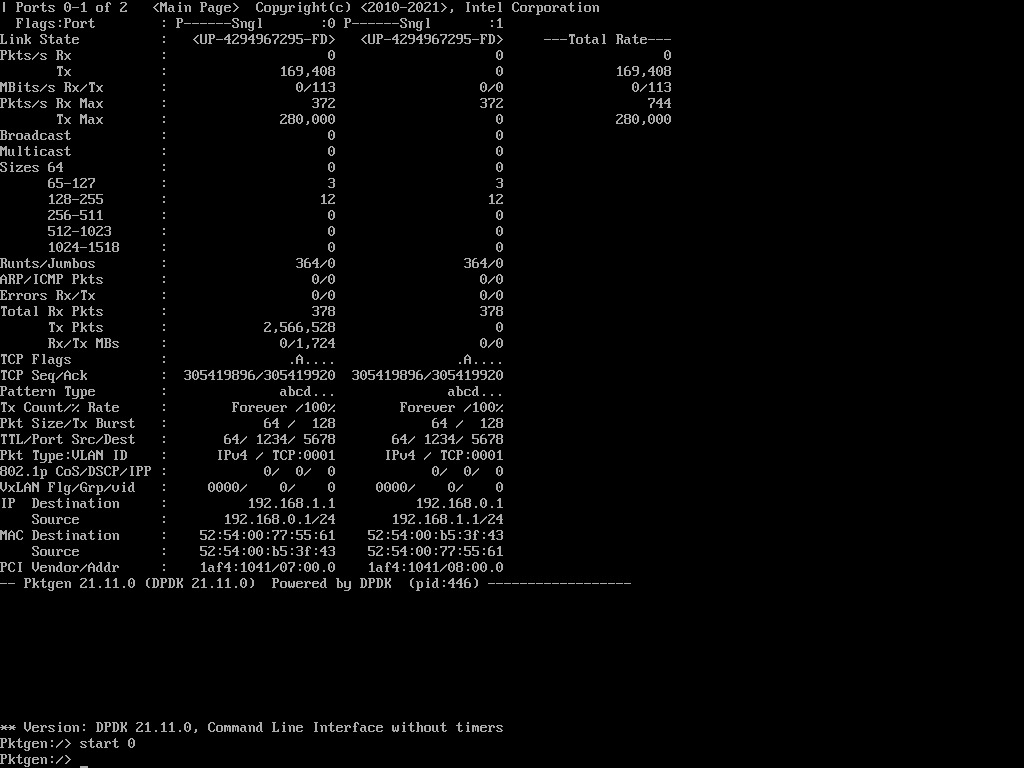 | Ports 0-1 of 2   <Main Page>  Copyright(c) <2010-2021>, Intel Corporation
  Flags:Port        : P------Sngl       :0 P------Sngl       :1
Link State          :   <UP-4294967295-FD>   <UP-4294967295-FD>     ---Total Rate---
Pkts/s Rx           :                    0                    0                    0
       Tx           :              169,408                    0              169,408
MBits/s Rx/Tx       :                0/113                  0/0                0/113
Pkts/s Rx Max       :                  372                  372                  744
       Tx Max       :              280,000                    0              280,000
Broadcast           :                    0                    0
Multicast           :                    0                    0
Sizes 64            :                    0                    0
      65-127        :                    3                    3
      128-255       :                   12                   12
      256-511       :                    0                    0
      512-1023      :                    0                    0
      1024-1518     :                    0                    0
Runts/Jumbos        :                364/0                364/0
ARP/ICMP Pkts       :                  0/0                  0/0
Errors Rx/Tx        :                  0/0                  0/0
Total Rx Pkts       :                  378                  378
      Tx Pkts       :            2,566,528                    0
      Rx/Tx MBs     :              0/1,724                  0/0
TCP Flags           :               .A....               .A....
TCP Seq/Ack         :  305419896/305419920  305419896/305419920
Pattern Type        :              abcd...              abcd...
Tx Count/% Rate     :        Forever /100%        Forever /100%
Pkt Size/Tx Burst   :            64 /  128            64 /  128
TTL/Port Src/Dest   :       64/ 1234/ 5678       64/ 1234/ 5678
Pkt Type:VLAN ID    :      IPv4 / TCP:0001      IPv4 / TCP:0001
802.1p CoS/DSCP/IPP :            0/  0/  0            0/  0/  0
VxLAN Flg/Grp/vid   :     0000/    0/    0     0000/    0/    0
IP  Destination     :          192.168.1.1          192.168.0.1
    Source          :       192.168.0.1/24       192.168.1.1/24
MAC Destination     :    52:54:00:77:55:61    52:54:00:b5:3f:43
    Source          :    52:54:00:b5:3f:43    52:54:00:77:55:61
PCI Vendor/Addr     :    1af4:1041/07:00.0    1af4:1041/08:00.0
-- Pktgen 21.11.0 (DPDK 21.11.0)  Powered by DPDK  (pid:446) ------------------
** Version: DPDK 21.11.0, Command Line Interface without timers
Pktgen:/> start 0
Pktgen:/> _